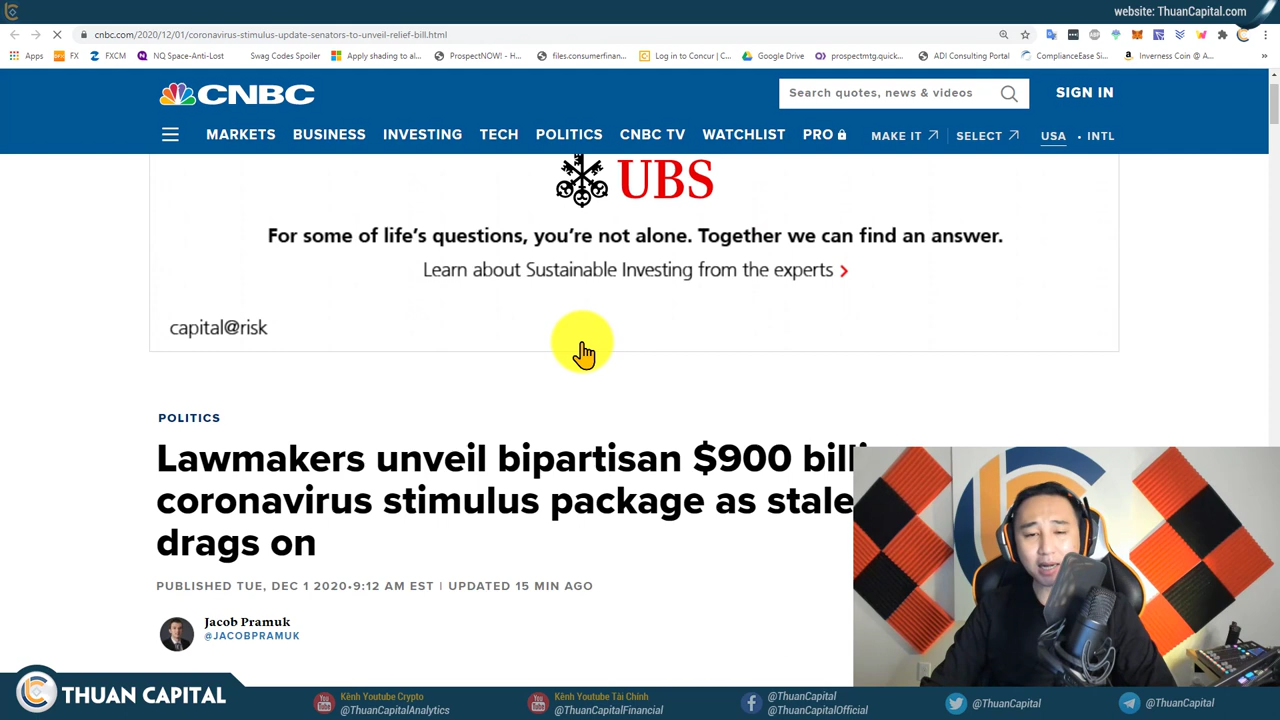 website: ThuanCapital.com
cnbc.com/2020/12/01/coronavirus-stimulus-update-senators-to-unveil-relief-bill.html
Apps FX FXCM NQ Space-Anti-Lost Swag Codes Spoiler Apply shading to al... ProspectNOW! - H... files.consumerfinan... Log in to Concur | C... Google Drive prospectmtg.quick... ADI Consulting Portal ComplianceEase Si... Inverness Coin @ A... »
CNBC
Search quotes, news & videos
SIGN IN
MARKETS BUSINESS INVESTING TECH POLITICS CNBC TV WATCHLIST PRO MAKE IT SELECT USA • INTL
UBS
For some of life's questions, you're not alone. Together we can find an answer.
Learn about Sustainable Investing from the experts
capital@risk
POLITICS
Lawmakers unveil bipartisan $900 billi
coronavirus stimulus package as stale
drags on
PUBLISHED TUE, DEC 1 2020•9:12 AM EST | UPDATED 15 MIN AGO
Jacob Pramuk
@JACOBPRAMUK
THUAN CAPITAL
Kênh Youtube Crypto
@ThuanCapitalAnalytics
Kênh Youtube Tài Chính
@ThuanCapitalFinancial
@ThuanCapital
@ThuanCapitalOfficial
@ThuanCapital
@ThuanCapital